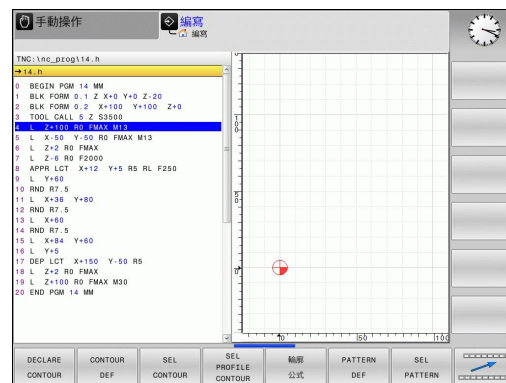 手動操作
編寫
編寫
TNC:\nc_prog\14.h
→14.h
0 BEGIN PGM 14 MM
1 BLK FORM 0.1 Z X+0 Y+0 Z-20
2 BLK FORM 0.2 X+100 Y+100 Z+0
3 TOOL CALL 5 Z S3500
4 L Z+100 R0 FMAX M13
5 L X-50 Y-50 R0 FMAX M13
6 L Z+2 R0 FMAX
7 L Z-6 R0 F2000
8 APPR LCT X+12 Y+5 R5 RL F250
9 L Y+60
10 RND R7.5
11 L X+36 Y+80
12 RND R7.5
13 L X+60
14 RND R7.5
15 L X+84 Y+60
16 L Y+5
17 DEP LCT X+150 Y-50 R5
18 L Z+2 R0 FMAX
19 L Z+100 R0 FMAX M30
20 END PGM 14 MM
100
50
0
0
50
100
DECLARE CONTOUR
CONTOUR DEF
SEL CONTOUR
SEL PROFILE CONTOUR
輪廓 公式
PATTERN DEF
SEL PATTERN